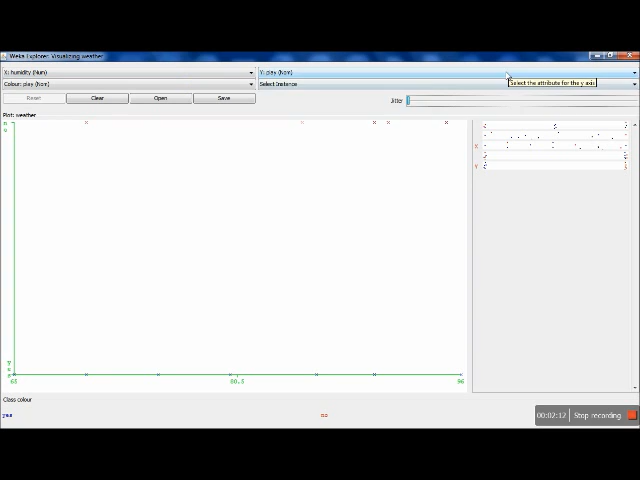 Weka Explorer: Visualizing weather
X: humidity (Num)
Y: play (Nom)
Colour: play (Nom)
Select Instance
Select the attribute for the y axis
Reset
Clear
Open
Save
Jitter
Plot: weather
no
yes
65
80.5
96
X
Y
Class colour
yes
no
00:02:12
Stop recording